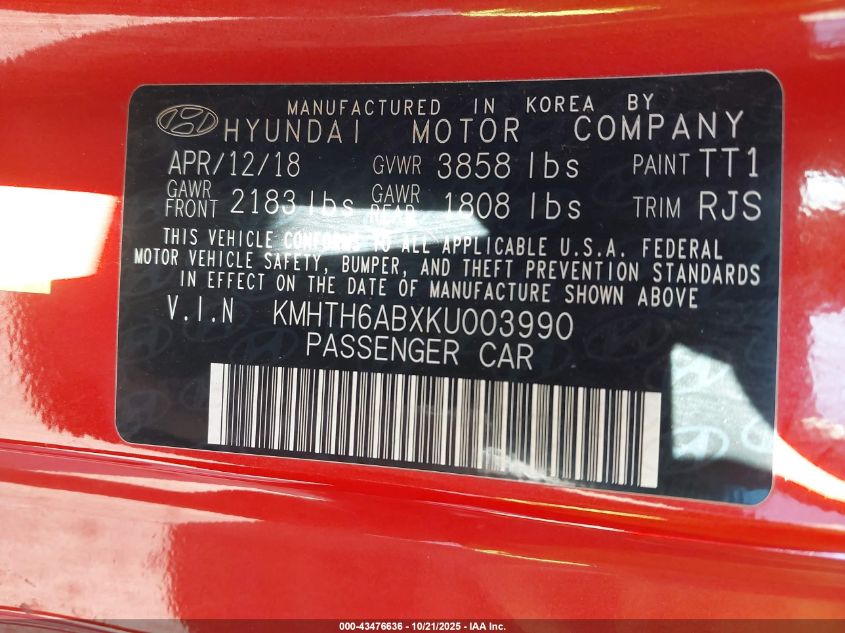 MANUFACTURED IN KOREA BY
HYUNDAI MOTOR COMPANY
APR/12/18 GVWR 3858 lbs PAINT TT1
GAWR FRONT 2183 lbs GAWR REAR 1808 lbs TRIM RJS
THIS VEHICLE CONFORMS TO ALL APPLICABLE U.S.A. FEDERAL
MOTOR VEHICLE SAFETY, BUMPER, AND THEFT PREVENTION STANDARDS
IN EFFECT ON THE DATE OF MANUFACTURE SHOWN ABOVE.
V.I.N KMHTH6ABXKU003990
PASSENGER CAR
000-43476636 - 10/21/2025 - IAA Inc.